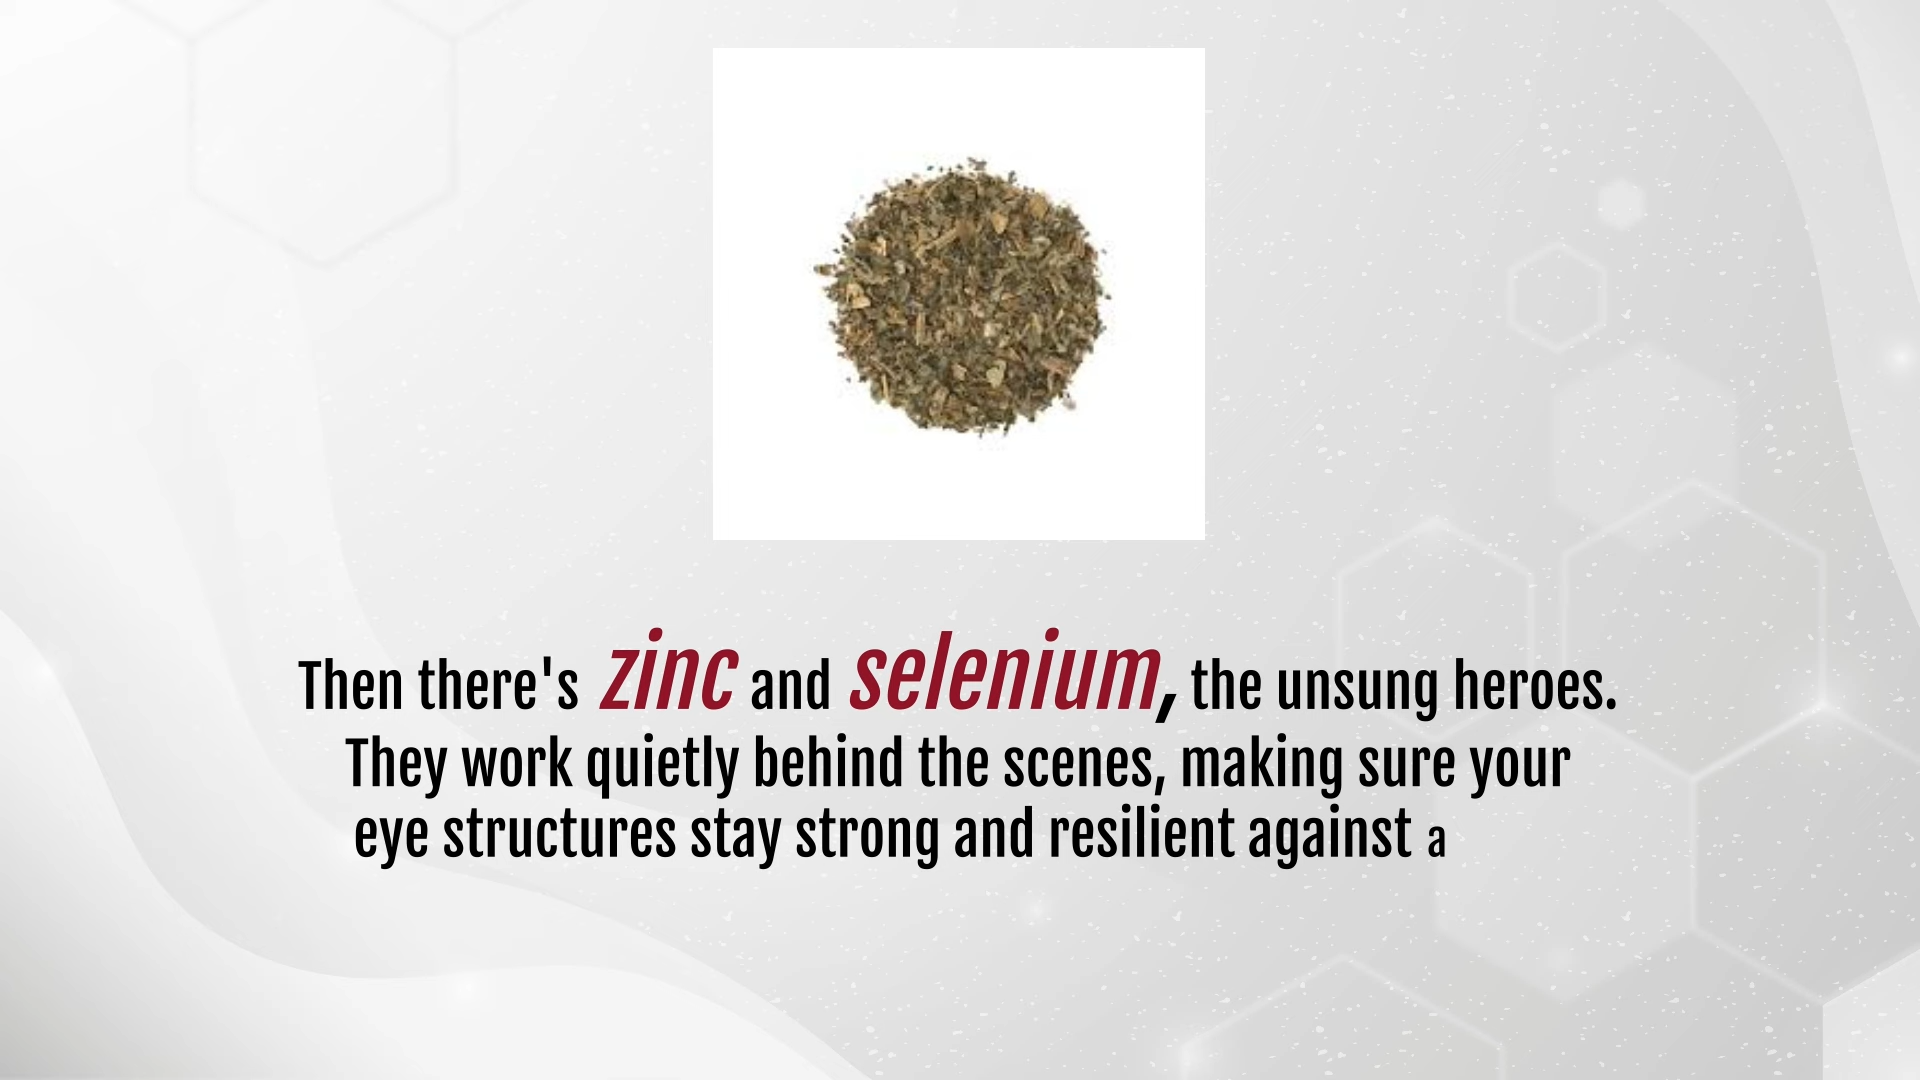 Then there's zinc and selenium, the unsung heroes.
They work quietly behind the scenes, making sure your
eye structures stay strong and resilient against a